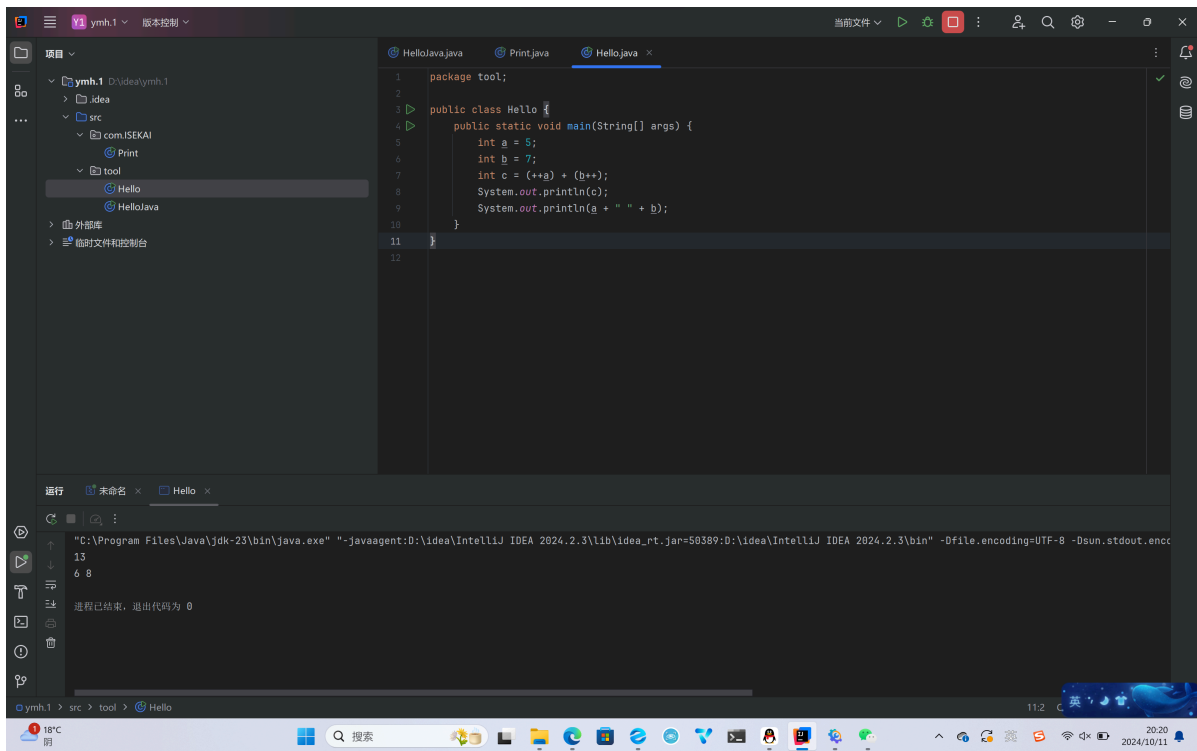 Y1 ymh.1 版本控制 当前文件
项目
ymh.1 D:\idea\ymh.1
.idea
src
com.ISEKAI
Print
tool
Hello
HelloJava
外部库
临时文件和控制台
HelloJava.java Print.java Hello.java
1 package tool;
2
3 public class Hello {
4 public static void main(String[] args) {
5 int a = 5;
6 int b = 7;
7 int c = (++a) + (b++);
8 System.out.println(c);
9 System.out.println(a + " " + b);
10 }
11 }
12
运行 未命名 Hello
"C:\Program Files\Java\jdk-23\bin\java.exe" "-javaagent:D:\idea\IntelliJ IDEA 2024.2.3\lib\idea_rt.jar=50389:D:\idea\IntelliJ IDEA 2024.2.3\bin" -Dfile.encoding=UTF-8 -Dsun.stdout.enc
13
6 8
进程已结束，退出代码为 0
ymh.1 > src > tool > Hello 11:2
英
1 18°C
阴
搜索
20:20
2024/10/11